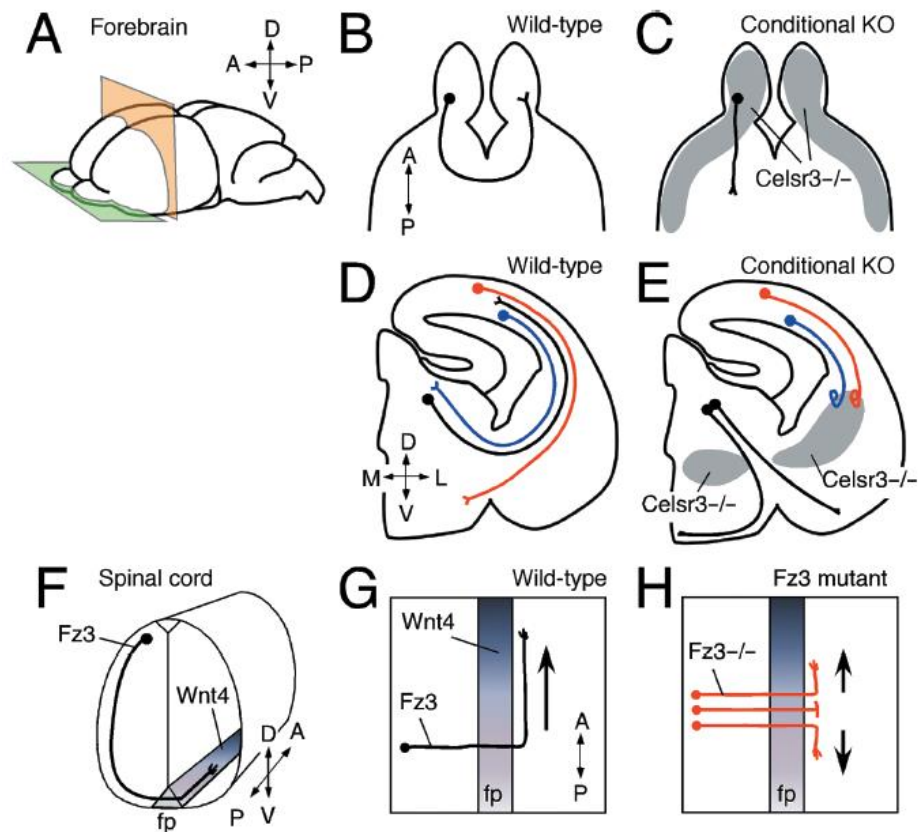 A Forebrain
D
A P
V
B Wild-type
A
P
C Conditional KO
Celsr3–/–
D Wild-type
D
M L
V
E Conditional KO
Celsr3–/–
Celsr3–/–
F Spinal cord
Fz3
Wnt4
D A
P V
fp
G Wild-type
Wnt4
Fz3
A
P
fp
H Fz3 mutant
Fz3–/–
fp